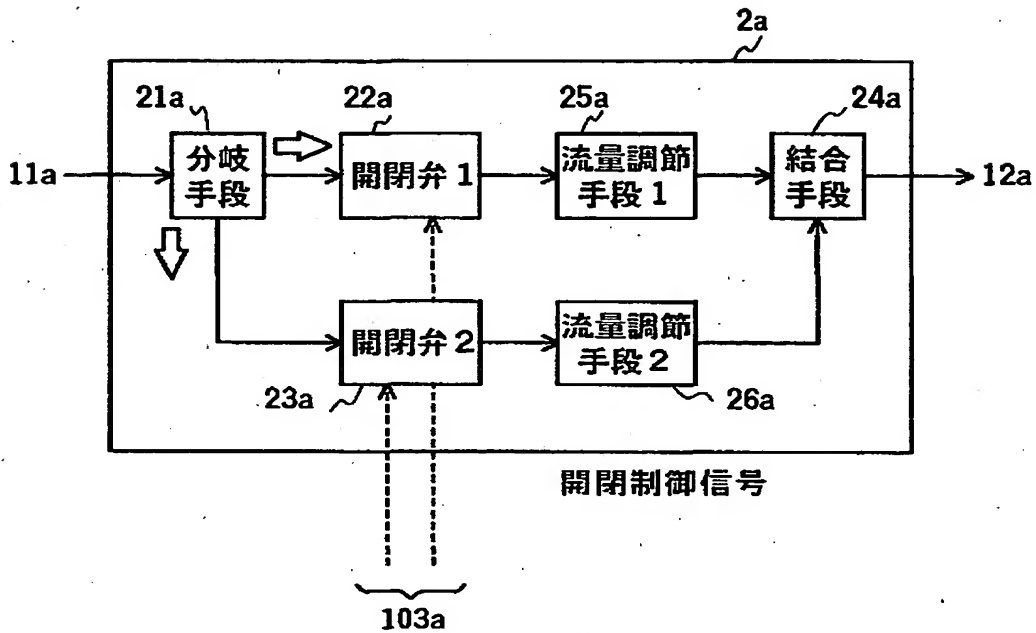 2a
21a
22a
25a
24a
11a
分岐
手段
開閉弁1
流量調節
手段1
結合
手段
12a
開閉弁2
流量調節
手段2
23a
26a
開閉制御信号
103a